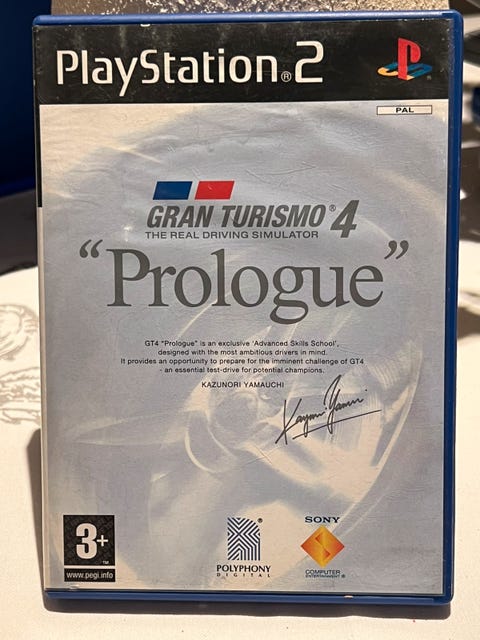 PlayStation®2
PAL
GRAN TURISMO®4
THE REAL DRIVING SIMULATOR
“Prologue”
GT4 “Prologue” is an exclusive ‘Advanced Skills School’,
designed with the most ambitious drivers in mind.
It provides an opportunity to prepare for the imminent challenge of GT4
- an essential test-drive for potential champions.
KAZUNORI YAMAUCHI
3+
™
www.pegi.info
®
POLYPHONY
DIGITAL
SONY
COMPUTER
ENTERTAINMENT®